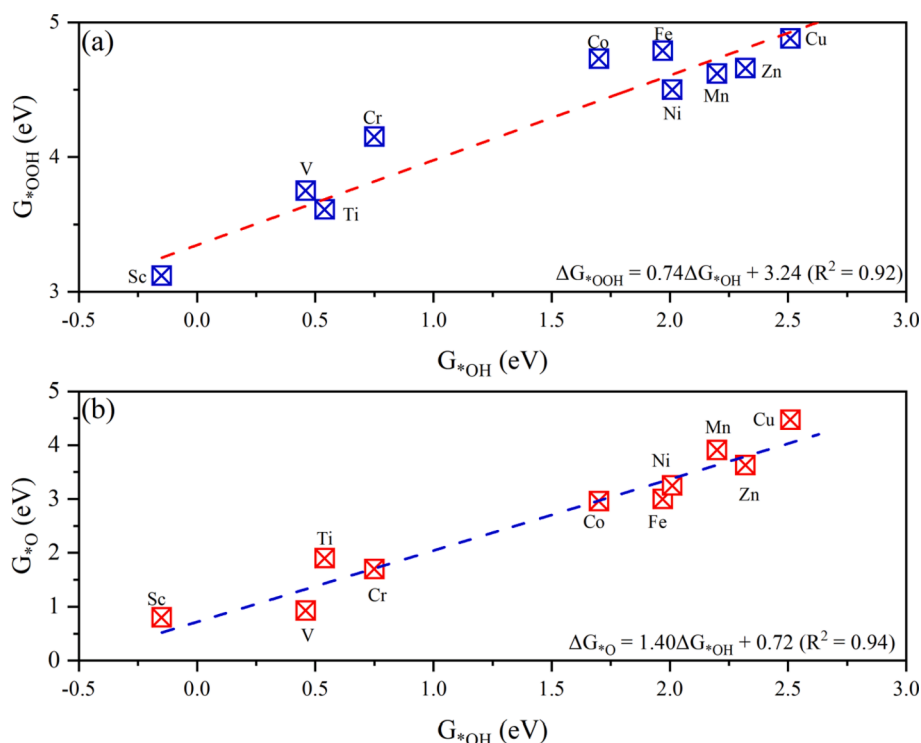 (a)
G*OOH (eV)
5
4
3
Co
Fe
Cu
Zn
Mn
Ni
Cr
V
Ti
Sc
ΔG*OOH = 0.74ΔG*OH + 3.24 (R² = 0.92)
-0.5 0.0 0.5 1.0 1.5 2.0 2.5 3.0
G*OH (eV)
(b)
G*O (eV)
5
4
3
2
1
0
Cu
Mn
Ni
Zn
Co
Fe
Ti
Cr
Sc
V
ΔG*O = 1.40ΔG*OH + 0.72 (R² = 0.94)
-0.5 0.0 0.5 1.0 1.5 2.0 2.5 3.0
G*OH (eV)